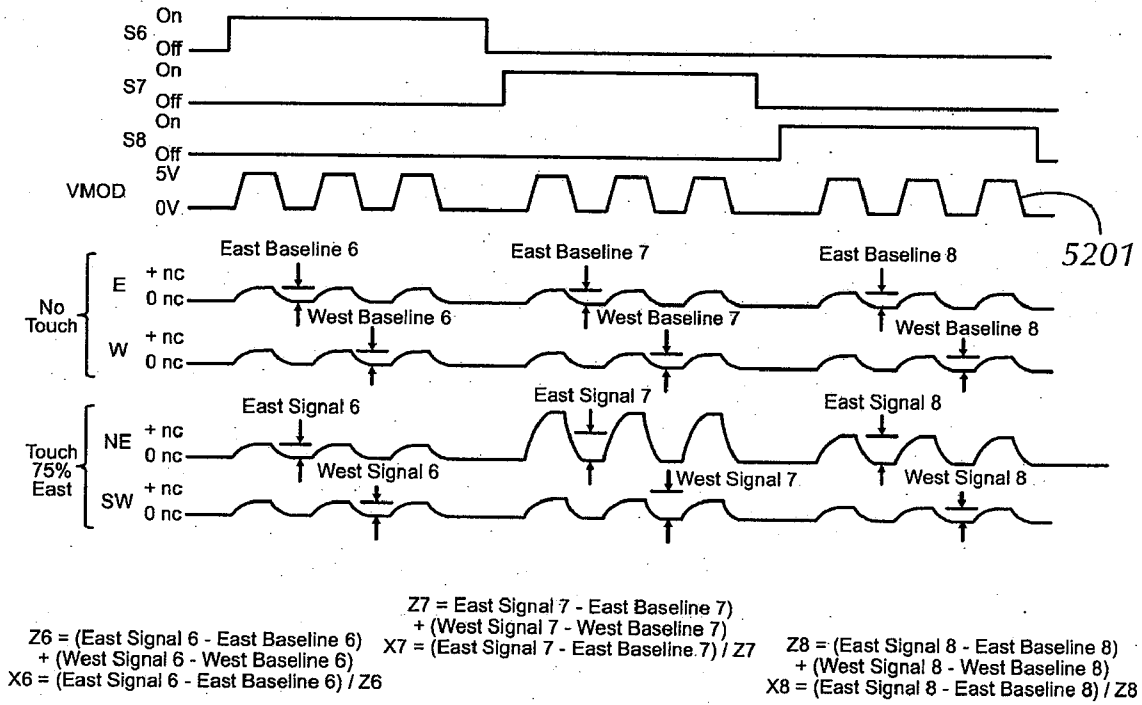 On
S6
Off
On
S7
Off
On
S8
Off
5V
VMOD
0V
5201
East Baseline 6
East Baseline 7
East Baseline 8
+ nc
E
0 nc
No
Touch
West Baseline 6
West Baseline 7
West Baseline 8
+ nc
W
0 nc
East Signal 6
East Signal 7
East Signal 8
+ nc
NE
0 nc
Touch
75%
East
West Signal 6
West Signal 7
West Signal 8
+ nc
SW
0 nc
Z6 = (East Signal 6 - East Baseline 6)
+ (West Signal 6 - West Baseline 6)
X6 = (East Signal 6 - East Baseline 6) / Z6
Z7 = East Signal 7 - East Baseline 7)
+ (West Signal 7 - West Baseline 7)
X7 = (East Signal 7 - East Baseline 7) / Z7
Z8 = (East Signal 8 - East Baseline 8)
+ (West Signal 8 - West Baseline 8)
X8 = (East Signal 8 - East Baseline 8) / Z8